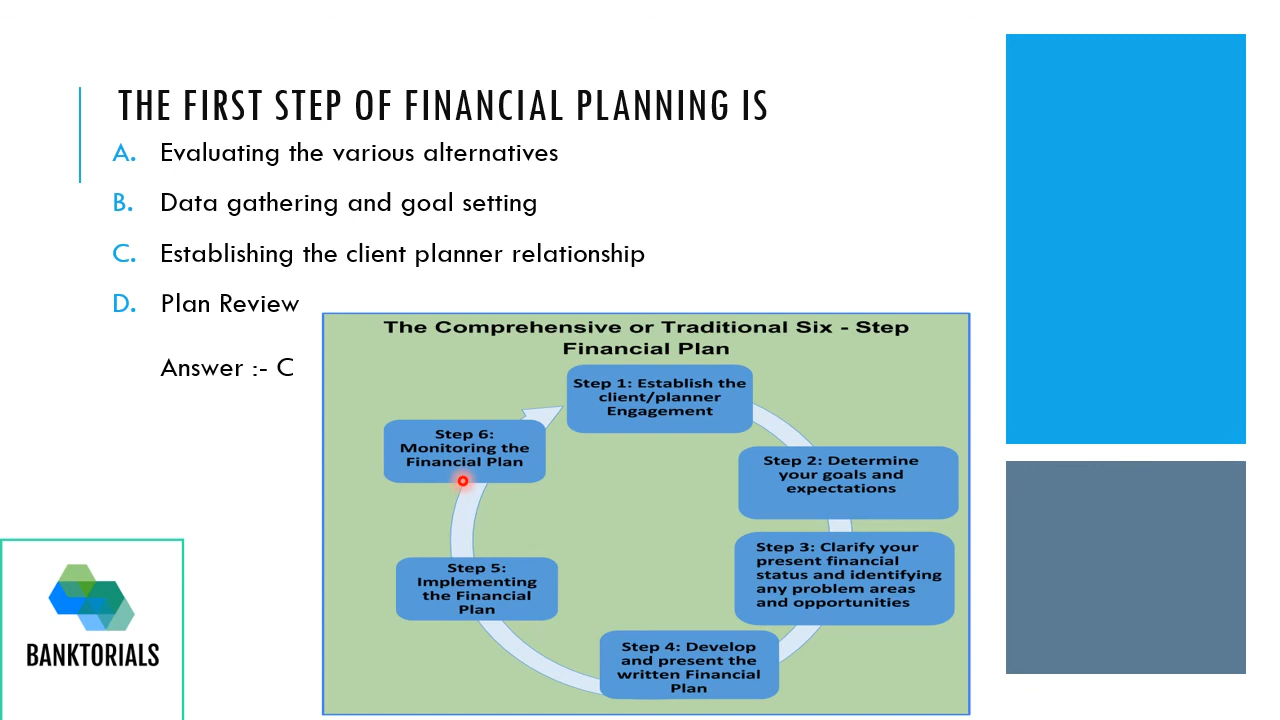 THE FIRST STEP OF FINANCIAL PLANNING IS
A. Evaluating the various alternatives
B. Data gathering and goal setting
C. Establishing the client planner relationship
D. Plan Review
Answer :- C
The Comprehensive or Traditional Six - Step
Financial Plan
Step 1: Establish the
client/planner
Engagement
Step 2: Determine
your goals and
expectations
Step 3: Clarify your
present financial
status and identifying
any problem areas
and opportunities
Step 4: Develop
and present the
written Financial
Plan
Step 5:
Implementing
the Financial
Plan
Step 6:
Monitoring the
Financial Plan
BANKTORIALS